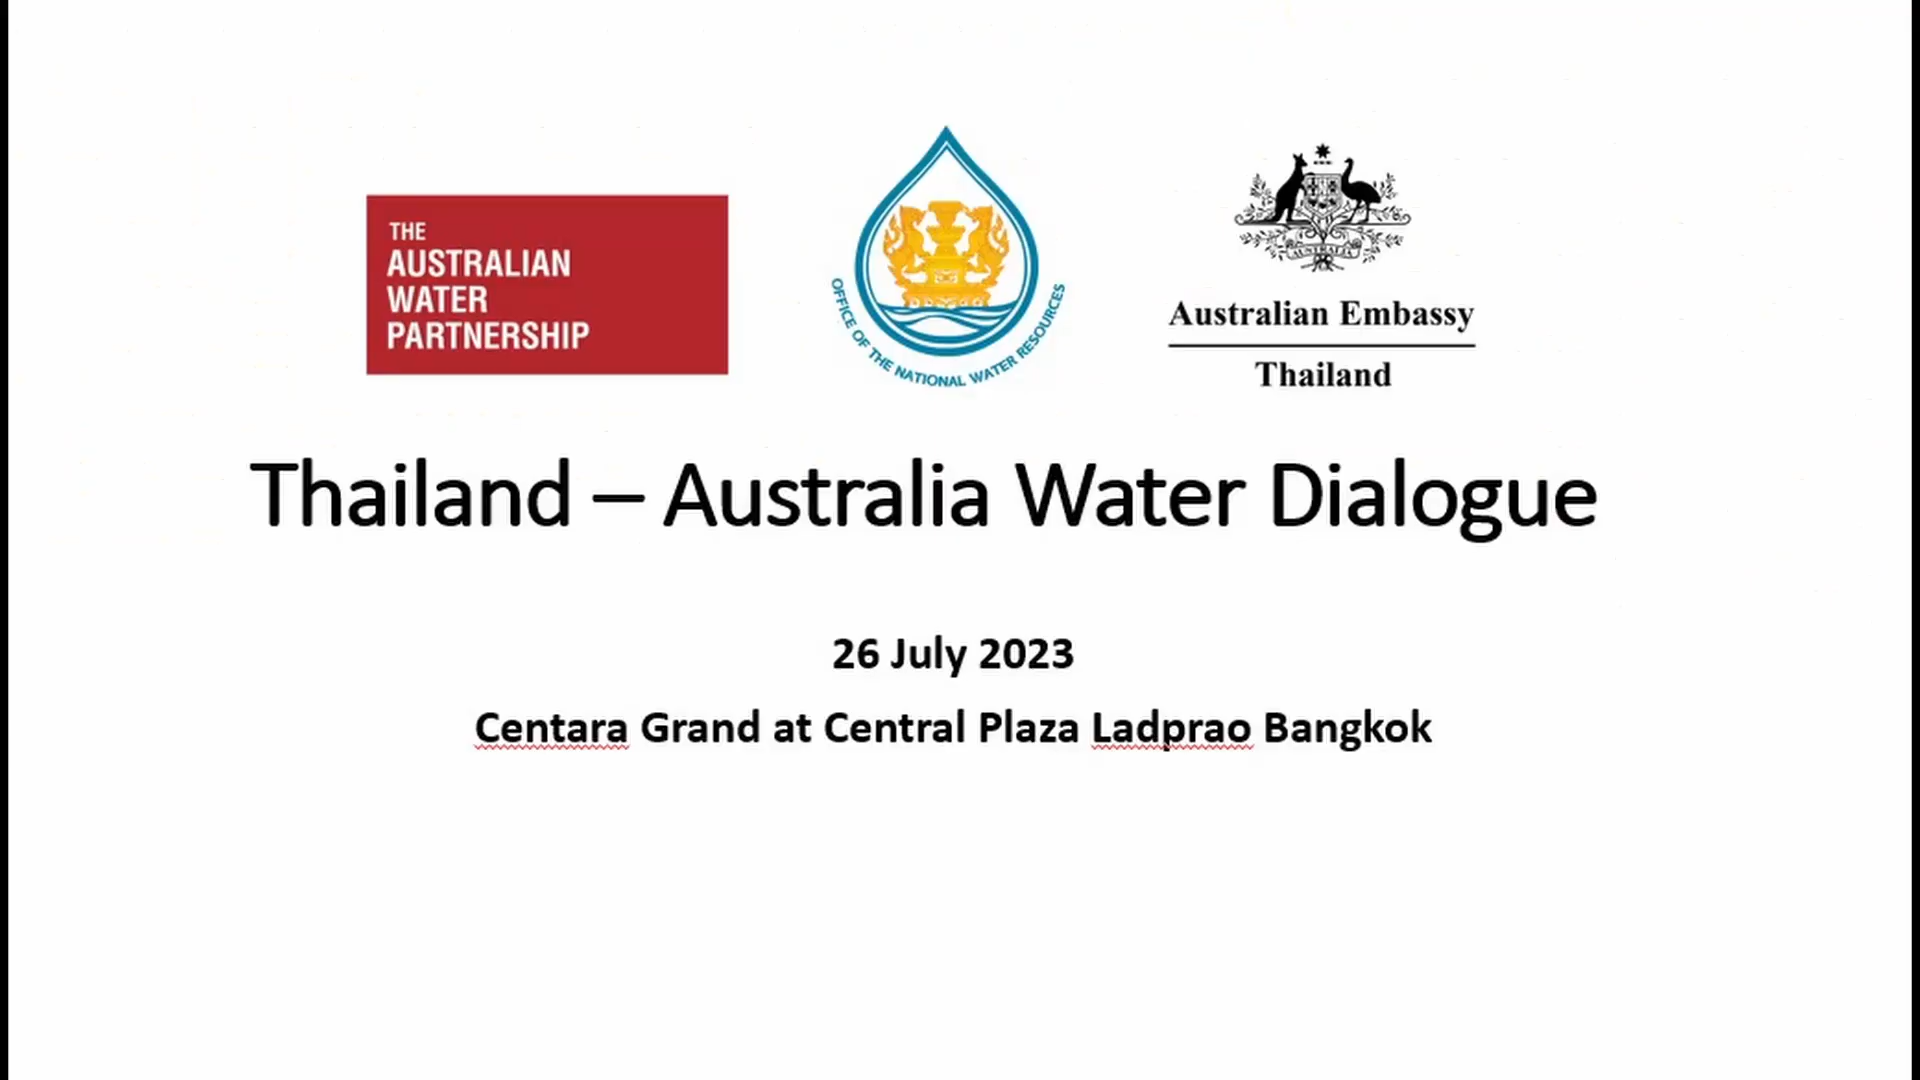 THE
AUSTRALIAN
WATER
PARTNERSHIP
OFFICE OF THE NATIONAL WATER RESOURCES
AUSTRALIA
Australian Embassy
Thailand
Thailand – Australia Water Dialogue
26 July 2023
Centara Grand at Central Plaza Ladprao Bangkok